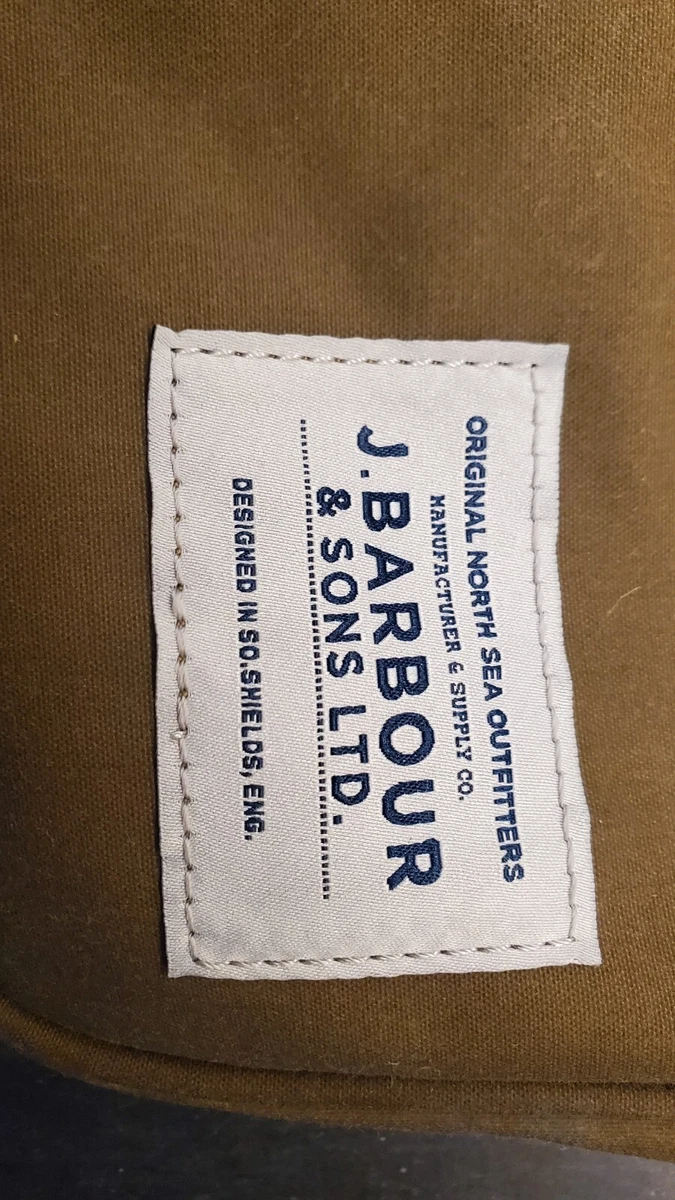 ORIGINAL NORTH SEA OUTFITTERS
MANUFACTURER & SUPPLY CO.
J.BARBOUR
& SONS LTD.
DESIGNED IN SO.SHIELDS, ENG.